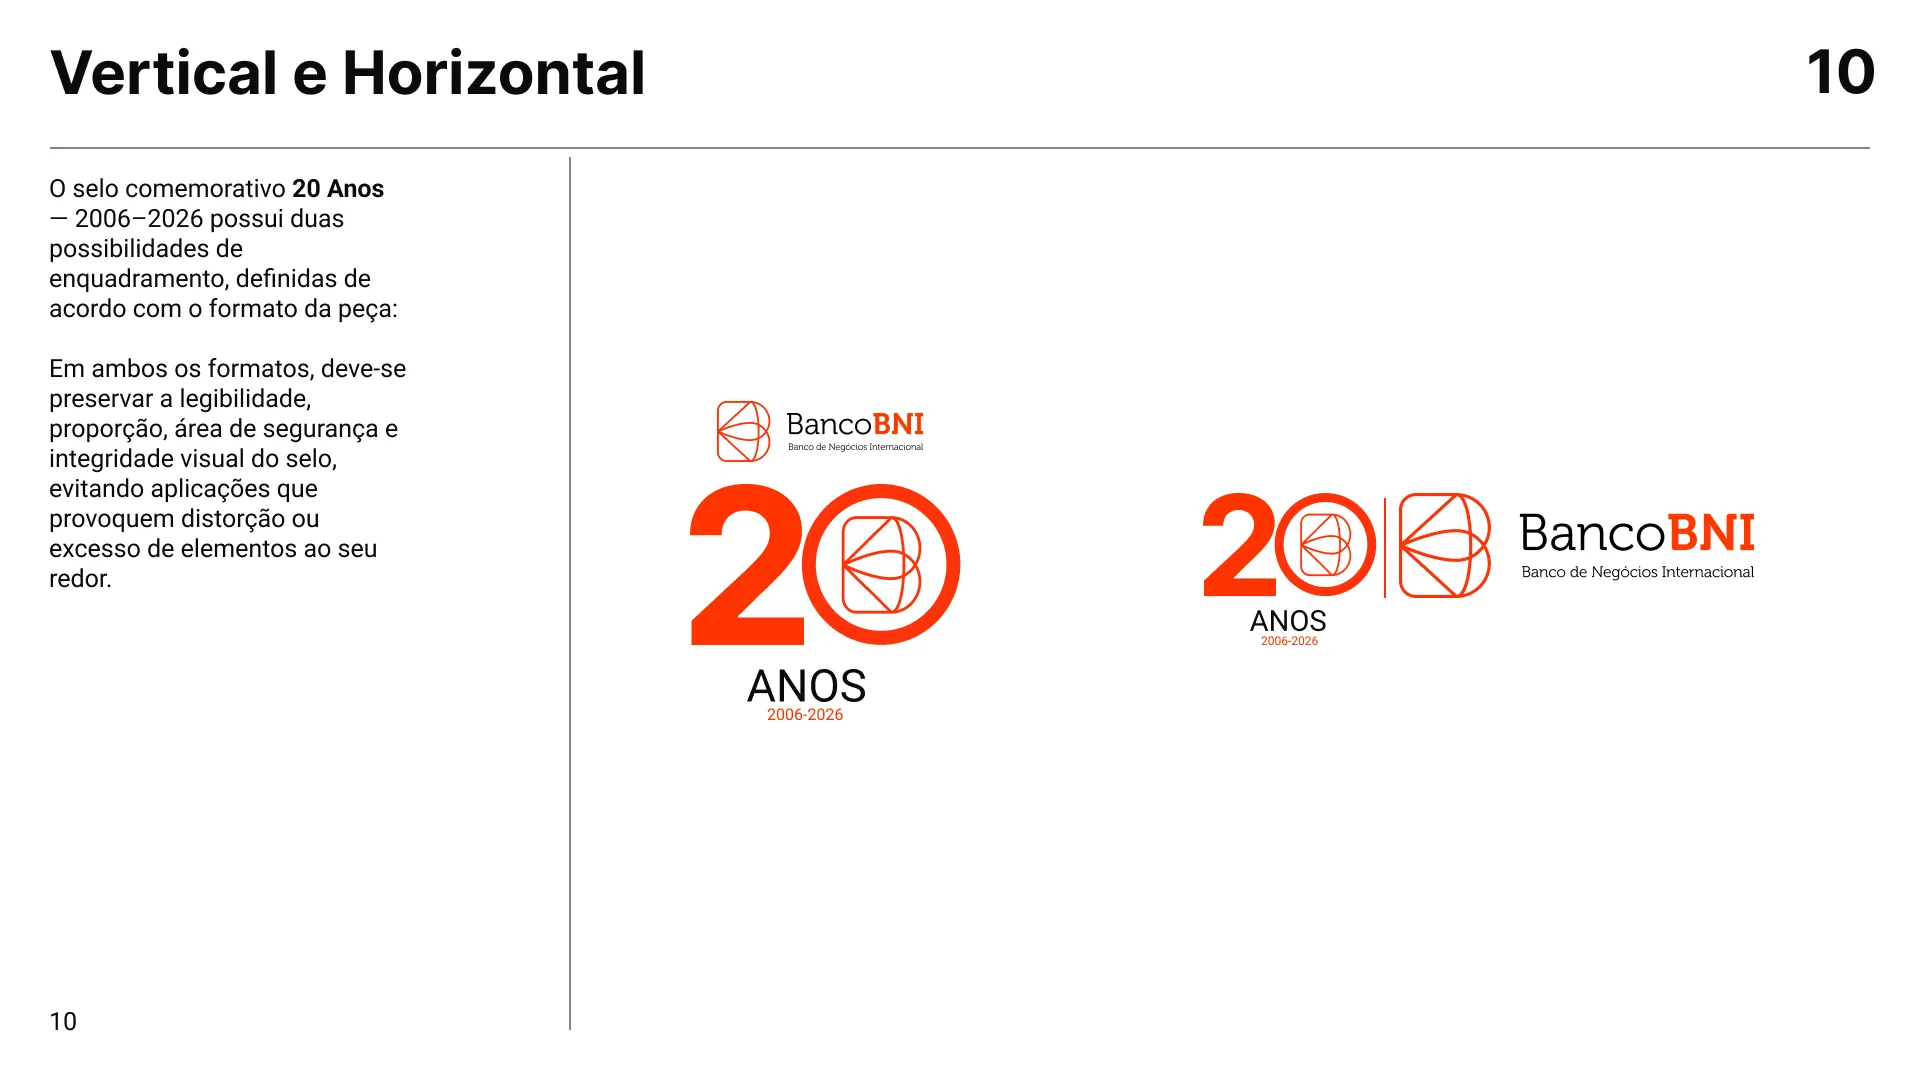 Vertical e Horizontal
10
O selo comemorativo 20 Anos
— 2006–2026 possui duas
possibilidades de
enquadramento, definidas de
acordo com o formato da peça:
Em ambos os formatos, deve-se
preservar a legibilidade,
proporção, área de segurança e
integridade visual do selo,
evitando aplicações que
provoquem distorção ou
excesso de elementos ao seu
redor.
BancoBNI
Banco de Negócios Internacional
20
ANOS
2006-2026
20
ANOS
2006-2026
BancoBNI
Banco de Negócios Internacional
10